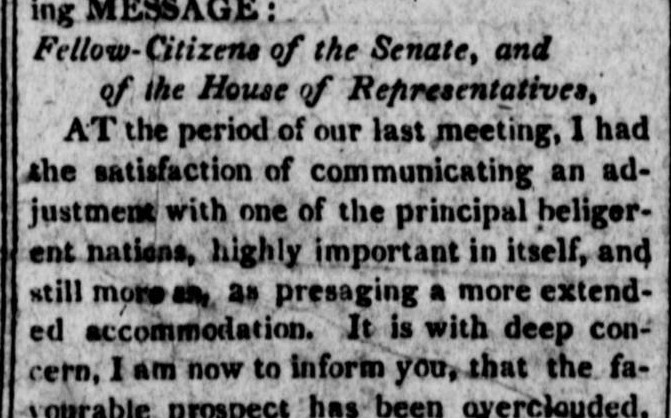 ing MESSAGE:
Fellow-Citizens of the Senate, and
of the House of Representatives,
AT the period of our last meeting, I had
the satisfaction of communicating an ad-
justment with one of the principal beliger-
ent nations, highly important in itself, and
still more so, as presaging a more extend-
ed accommodation. It is with deep con-
cern, I am now to inform you, that the fa-
vourable prospect has been overclouded,